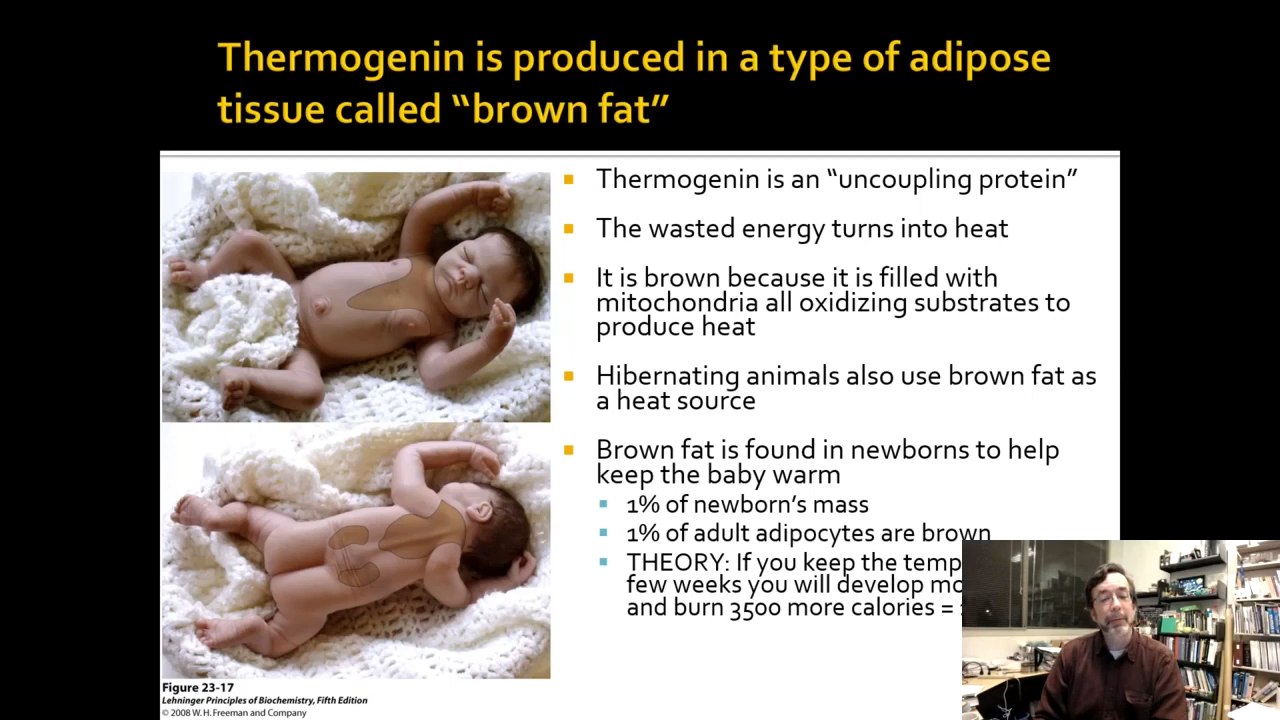 Thermogenin is produced in a type of adipose
tissue called “brown fat”
Thermogenin is an “uncoupling protein”
The wasted energy turns into heat
It is brown because it is filled with
mitochondria all oxidizing substrates to
produce heat
Hibernating animals also use brown fat as
a heat source
Brown fat is found in newborns to help
keep the baby warm
1% of newborn’s mass
1% of adult adipocytes are brown
THEORY: If you keep the temp
few weeks you will develop
and burn 3500 more calories =
Figure 23-17
Lehninger Principles of Biochemistry, Fifth Edition
© 2008 W. H. Freeman and Company